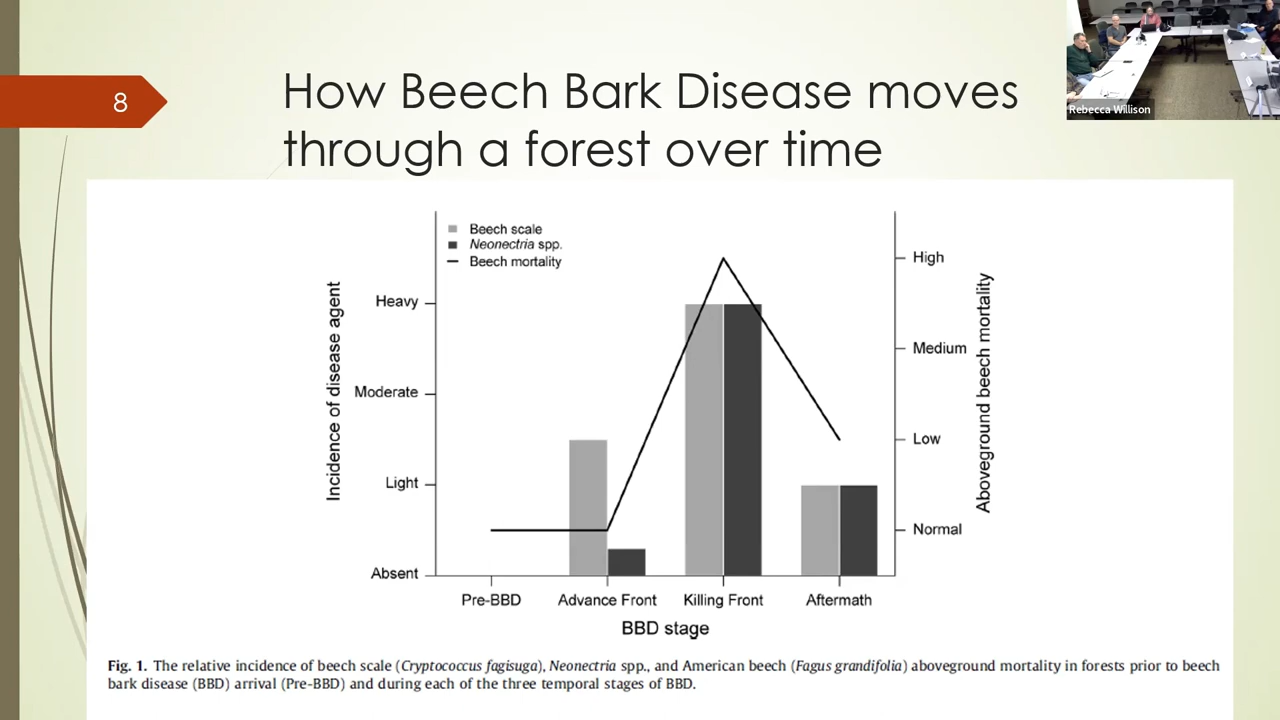 8
How Beech Bark Disease moves
through a forest over time
Rebecca Willison
Beech scale
Neonectria spp.
Beech mortality
Incidence of disease agent
Heavy
Moderate
Light
Absent
High
Medium
Low
Normal
Aboveground beech mortality
Pre-BBD
Advance Front
Killing Front
Aftermath
BBD stage
Fig. 1. The relative incidence of beech scale (Cryptococcus fagisuga), Neonectria spp., and American beech (Fagus grandifolia) aboveground mortality in forests prior to beech
bark disease (BBD) arrival (Pre-BBD) and during each of the three temporal stages of BBD.